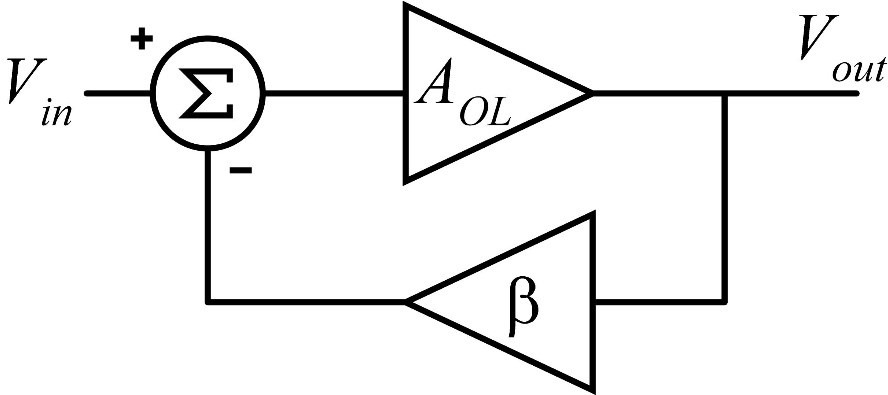 +
V_in
Σ
A_OL
V_out
-
β